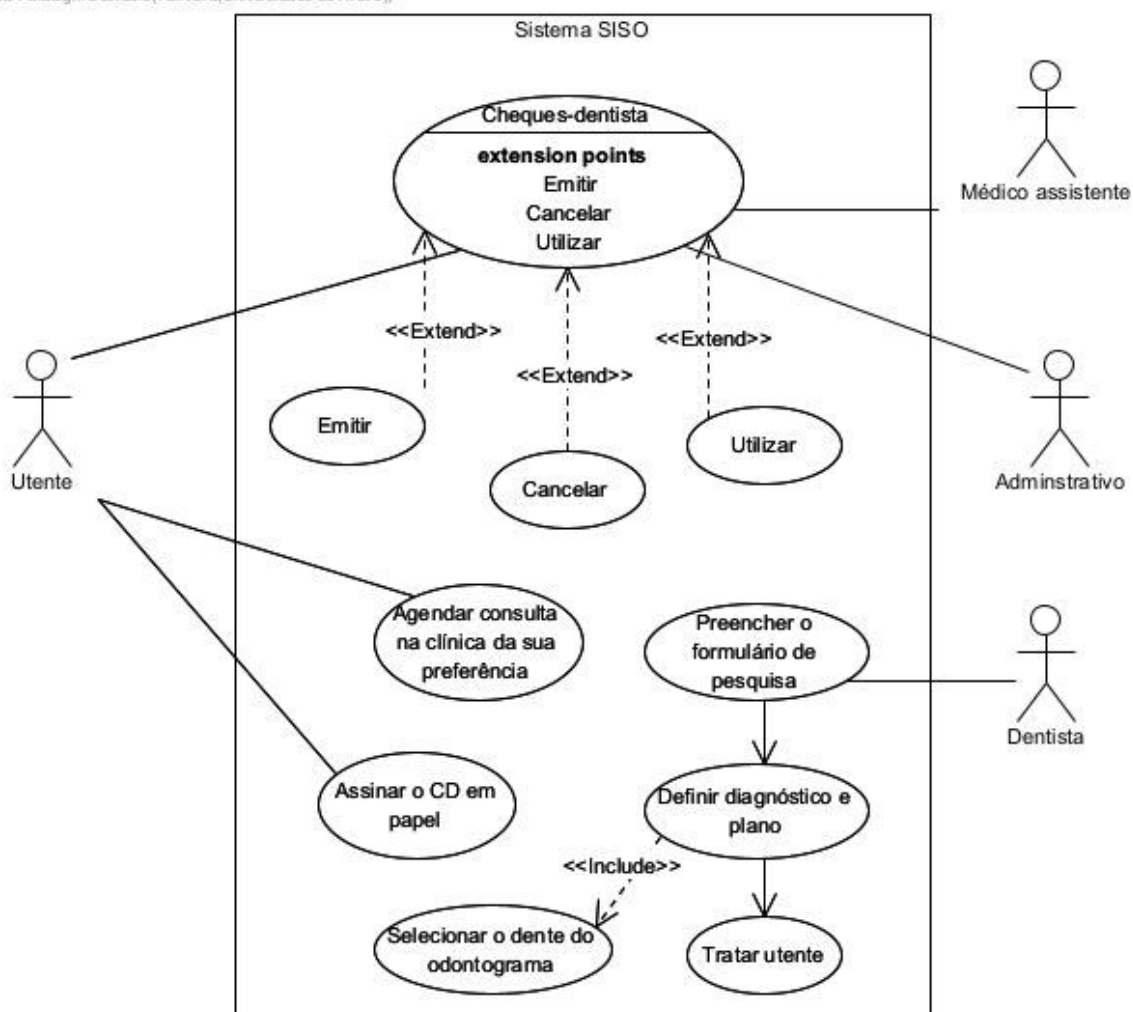 Sistema SISO
Cheques-dentista
extension points
Emitir
Cancelar
Utilizar
Médico assistente
<<Extend>>
<<Extend>>
<<Extend>>
Emitir
Cancelar
Utilizar
Utente
Adminstrativo
Agendar consulta
na clínica da sua
preferência
Preencher o
formulário de
pesquisa
Dentista
Assinar o CD em
papel
Definir diagnóstico e
plano
<<Include>>
Selecionar o dente do
odontograma
Tratar utente